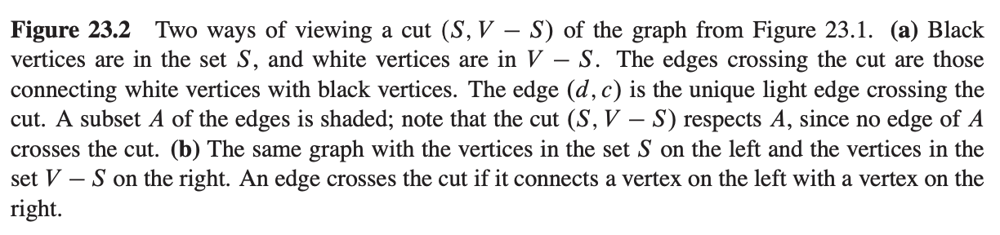 Figure 23.2 Two ways of viewing a cut (S, V − S) of the graph from Figure 23.1. (a) Black
vertices are in the set S, and white vertices are in V − S. The edges crossing the cut are those
connecting white vertices with black vertices. The edge (d, c) is the unique light edge crossing the
cut. A subset A of the edges is shaded; note that the cut (S, V − S) respects A, since no edge of A
crosses the cut. (b) The same graph with the vertices in the set S on the left and the vertices in the
set V − S on the right. An edge crosses the cut if it connects a vertex on the left with a vertex on the
right.